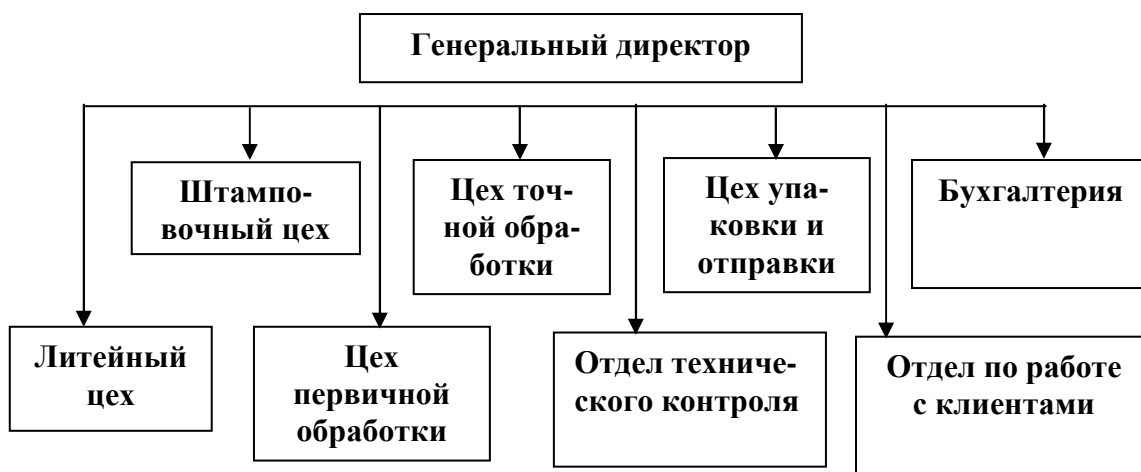 Генеральный директор
Штампо-
вочный цех
Цех точ-
ной обра-
ботки
Цех упа-
ковки и
отправки
Бухгалтерия
Литейный
цех
Цех
первичной
обработки
Отдел техниче-
ского контроля
Отдел по работе
с клиентами